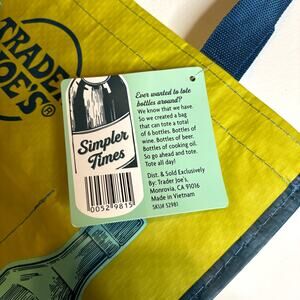 TRADER
JOE'S®
Simpler
Times
00529815
Ever wanted to tote
bottles around?
We know that we have.
So we created a bag
that can tote a total
of 6 bottles. Bottles of
wine. Bottles of beer.
Bottles of cooking oil.
So go ahead and tote.
Tote all day!
Dist. & Sold Exclusively
By: Trader Joe's,
Monrovia, CA 91016
Made in Vietnam
SKU# 52981